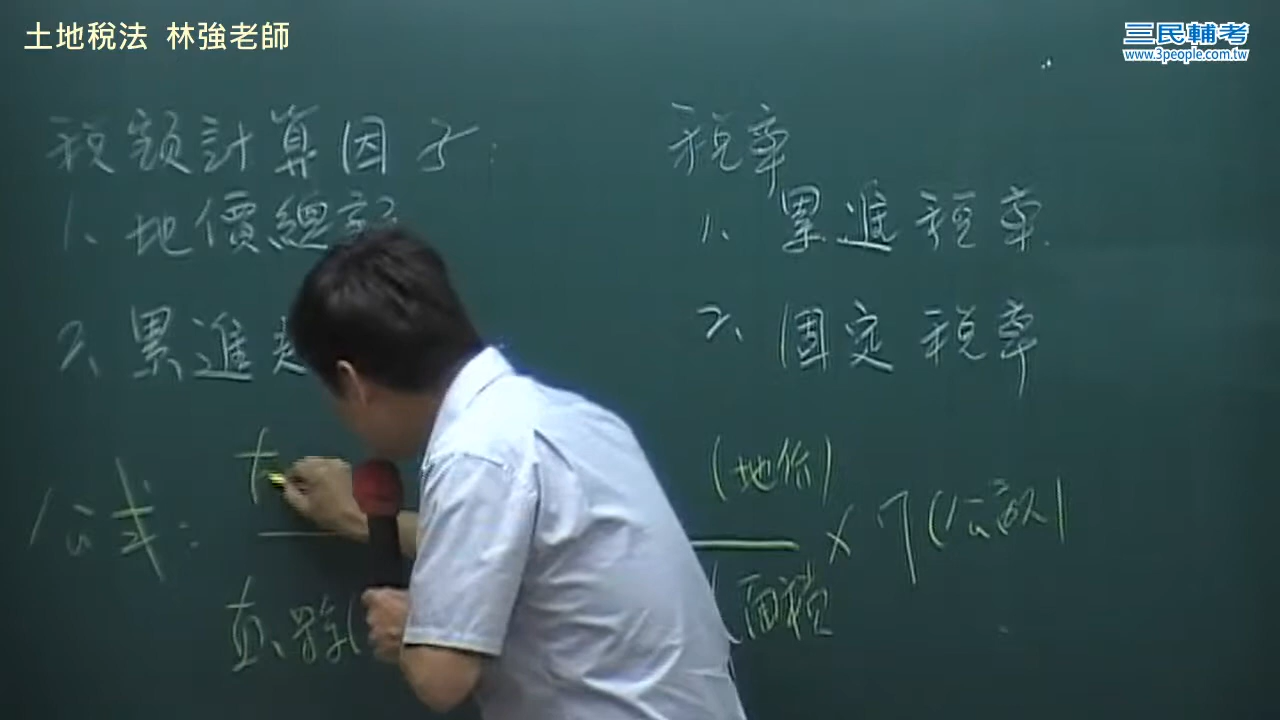 土地稅法 林強老師
三民輔考
www.3people.com.tw
稅額計算因子:
1、地價總
2、累進
稅率
1、累進稅率
2、固定稅率
公式:
(地價)
× 7(公畝)
(面積
直、縣(